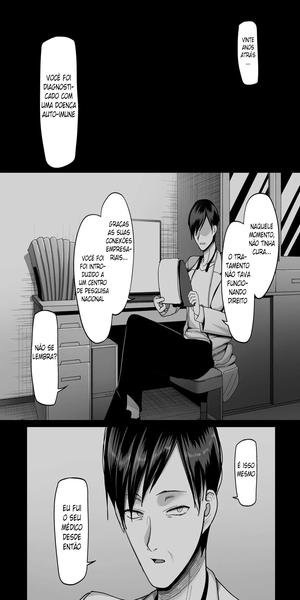 VINTE
ANOS
ATRÁS...
VOCÊ FOI
DIAGNOSTI-
CADO COM
UMA DOENÇA
AUTO-IMUNE
NAQUELE
MOMENTO,
NÃO TINHA
CURA...
O TRA-
TAMENTO
NÃO TAVA
FUNCIO-
NANDO
DIREITO
GRAÇAS
AS SUAS
CONEXÕES
EMPRESA-
RIAIS...
VOCÊ FOI
FOI INTRO-
DUZIDO A
UM CENTRO
DE PESQUISA
NACIONAL
NÃO SE
LEMBRA?
É ISSO
MESMO
EU FUI
O SEU
MÉDICO
DESDE
ENTÃO